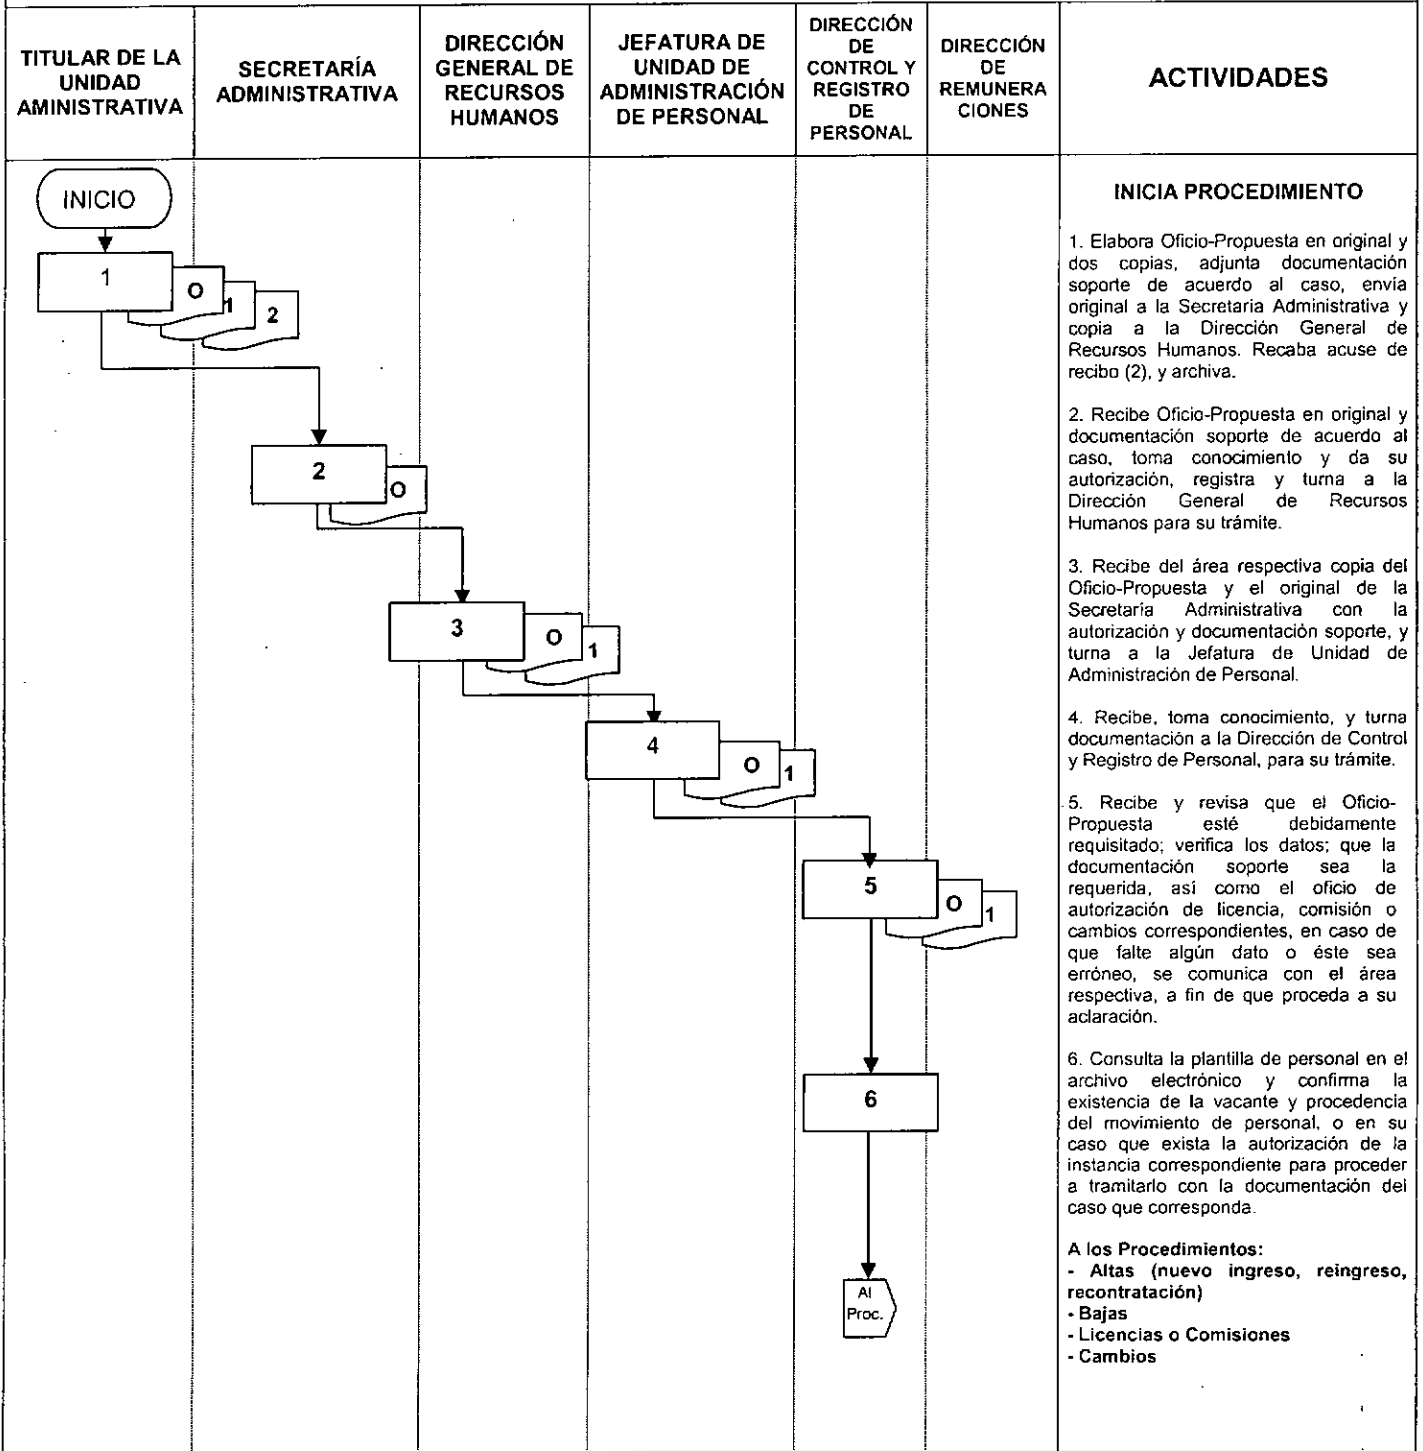 TITULAR DE LA
UNIDAD
AMINISTRATIVA
SECRETARÍA
ADMINISTRATIVA
DIRECCIÓN
GENERAL DE
RECURSOS
HUMANOS
JEFATURA DE
UNIDAD DE
ADMINISTRACIÓN
DE PERSONAL
DIRECCIÓN
DE
CONTROL Y
REGISTRO
DE
PERSONAL
DIRECCIÓN
DE
REMUNERA
CIONES
ACTIVIDADES
INICIO
1
O
1
2
2
O
3
O
1
4
O
1
5
O
1
6
Al
Proc.
INICIA PROCEDIMIENTO
1. Elabora Oficio-Propuesta en original y
dos copias, adjunta documentación
soporte de acuerdo al caso, envía
original a la Secretaria Administrativa y
copia a la Dirección General de
Recursos Humanos. Recaba acuse de
recibo (2), y archiva.
2. Recibe Oficio-Propuesta en original y
documentación soporte de acuerdo al
caso, toma conocimiento y da su
autorización, registra y turna a la
Dirección General de Recursos
Humanos para su trámite.
3. Recibe del área respectiva copia del
Oficio-Propuesta y el original de la
Secretaría Administrativa con la
autorización y documentación soporte, y
turna a la Jefatura de Unidad de
Administración de Personal.
4. Recibe, toma conocimiento, y turna
documentación a la Dirección de Control
y Registro de Personal, para su trámite.
5. Recibe y revisa que el Oficio-
Propuesta esté debidamente
requisitado; verifica los datos; que la
documentación soporte sea la
requerida, así como el oficio de
autorización de licencia, comisión o
cambios correspondientes, en caso de
que falte algún dato o éste sea
erróneo, se comunica con el área
respectiva, a fin de que proceda a su
aclaración.
6. Consulta la plantilla de personal en el
archivo electrónico y confirma la
existencia de la vacante y procedencia
del movimiento de personal, o en su
caso que exista la autorización de la
instancia correspondiente para proceder
a tramitarlo con la documentación del
caso que corresponda.
A los Procedimientos:
- Altas (nuevo ingreso, reingreso,
recontratación)
- Bajas
- Licencias o Comisiones
- Cambios